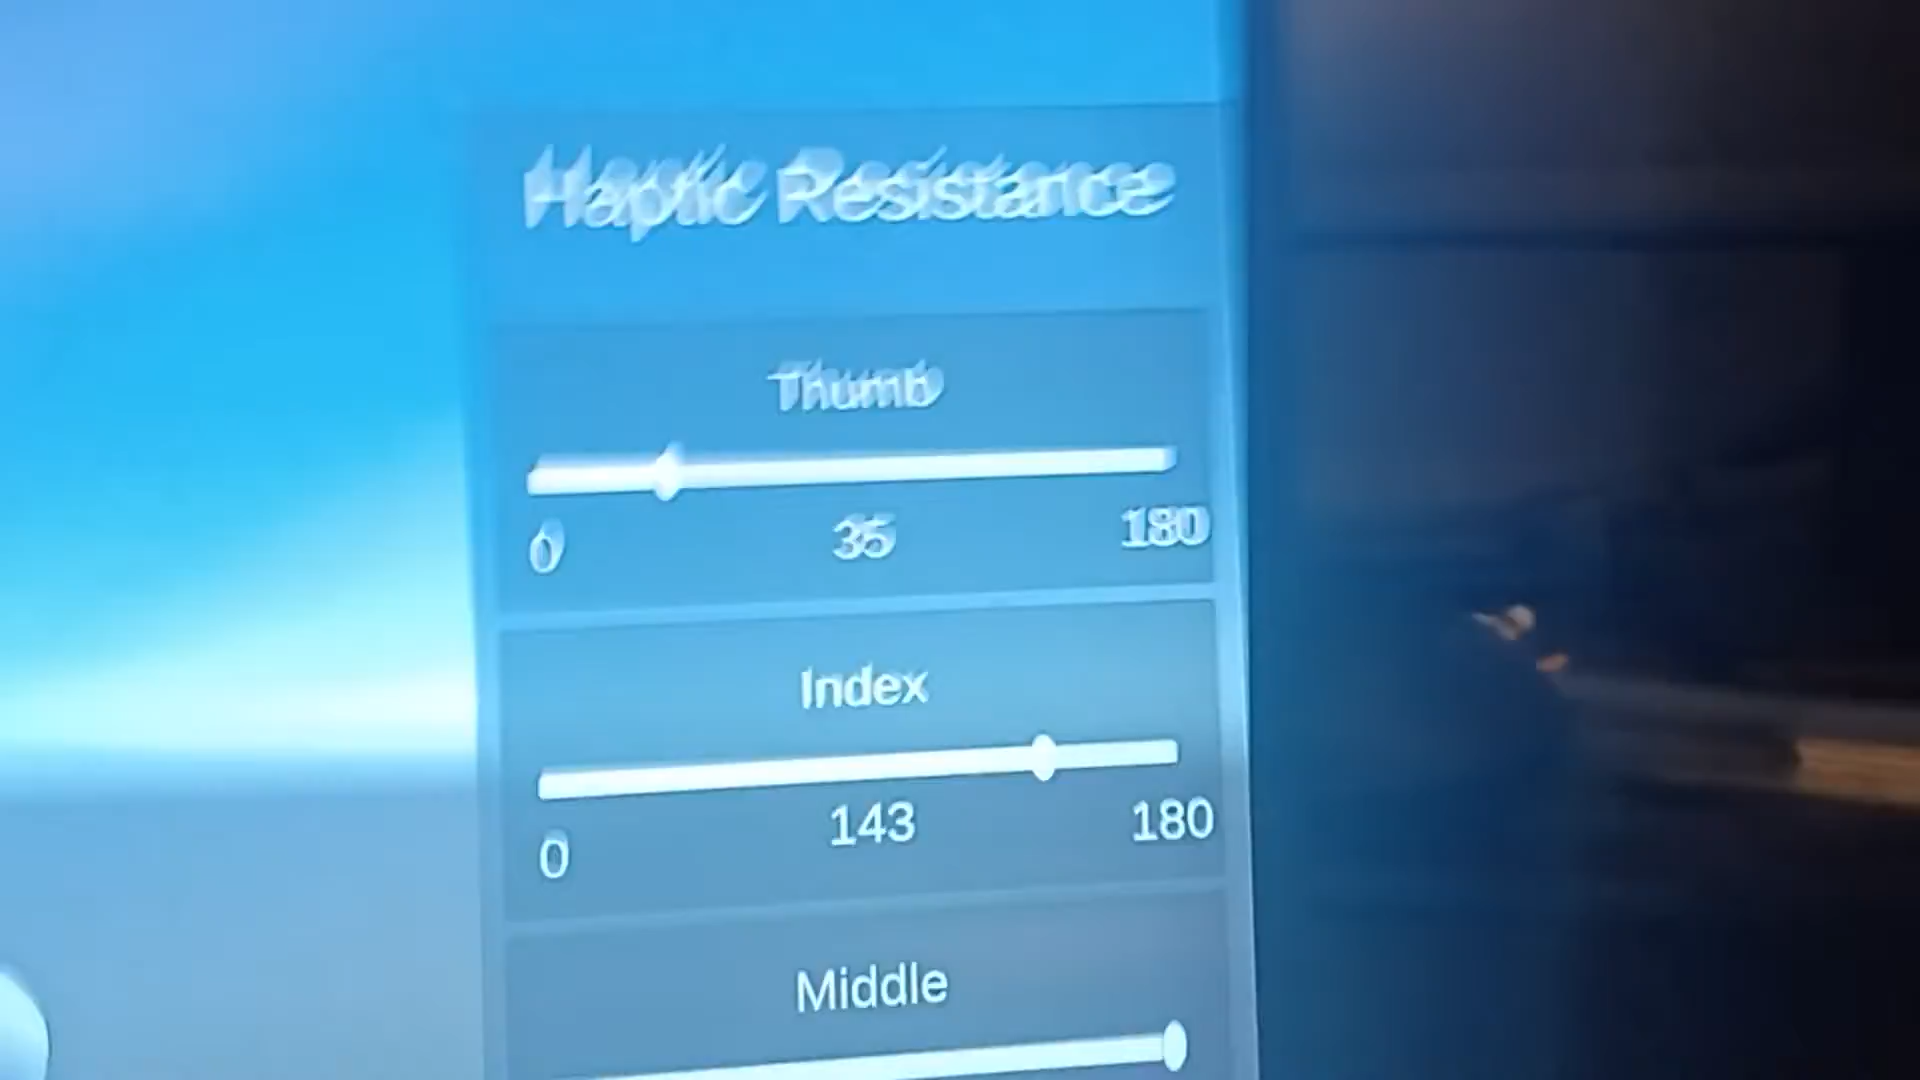 Haptic Resistance
Thumb
0 35 180
Index
0 143 180
Middle